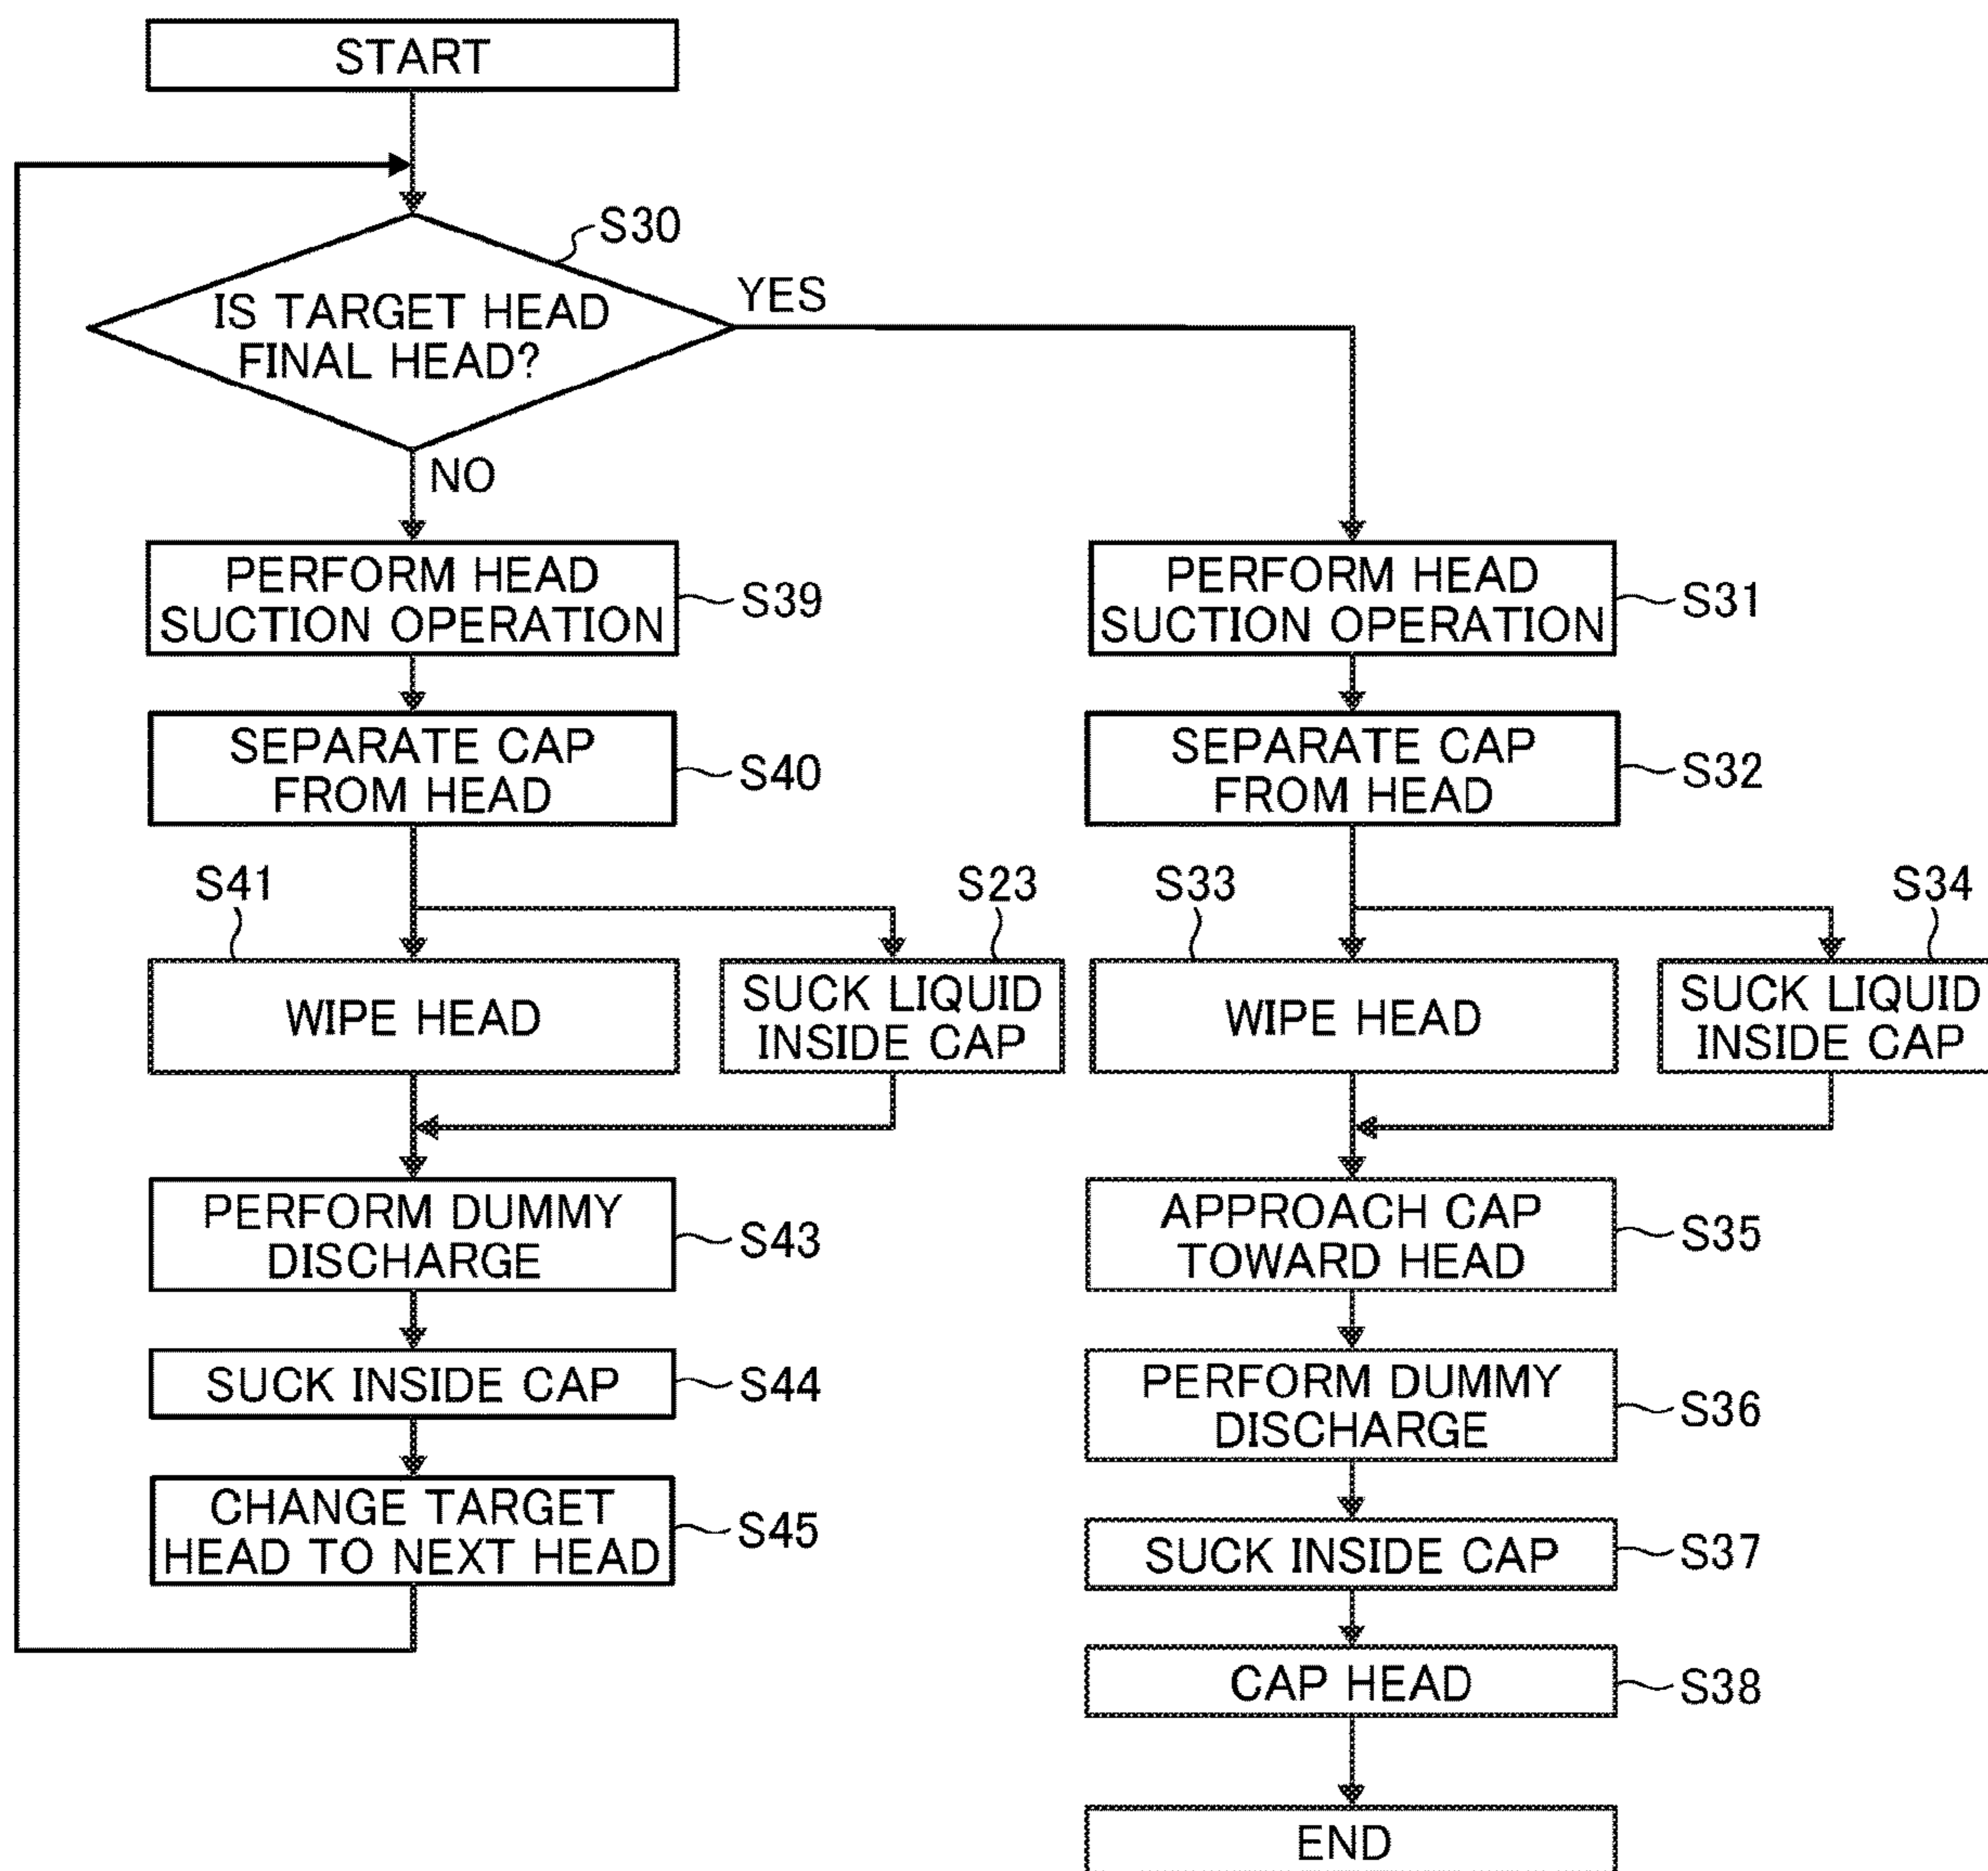 START
S30
IS TARGET HEAD
FINAL HEAD?
YES
NO
PERFORM HEAD
SUCTION OPERATION
S39
SEPARATE CAP
FROM HEAD
S40
S41
WIPE HEAD
S23
SUCK LIQUID
INSIDE CAP
PERFORM DUMMY
DISCHARGE
S43
SUCK INSIDE CAP
S44
CHANGE TARGET
HEAD TO NEXT HEAD
S45
PERFORM HEAD
SUCTION OPERATION
S31
SEPARATE CAP
FROM HEAD
S32
S33
WIPE HEAD
S34
SUCK LIQUID
INSIDE CAP
APPROACH CAP
TOWARD HEAD
S35
PERFORM DUMMY
DISCHARGE
S36
SUCK INSIDE CAP
S37
CAP HEAD
S38
END